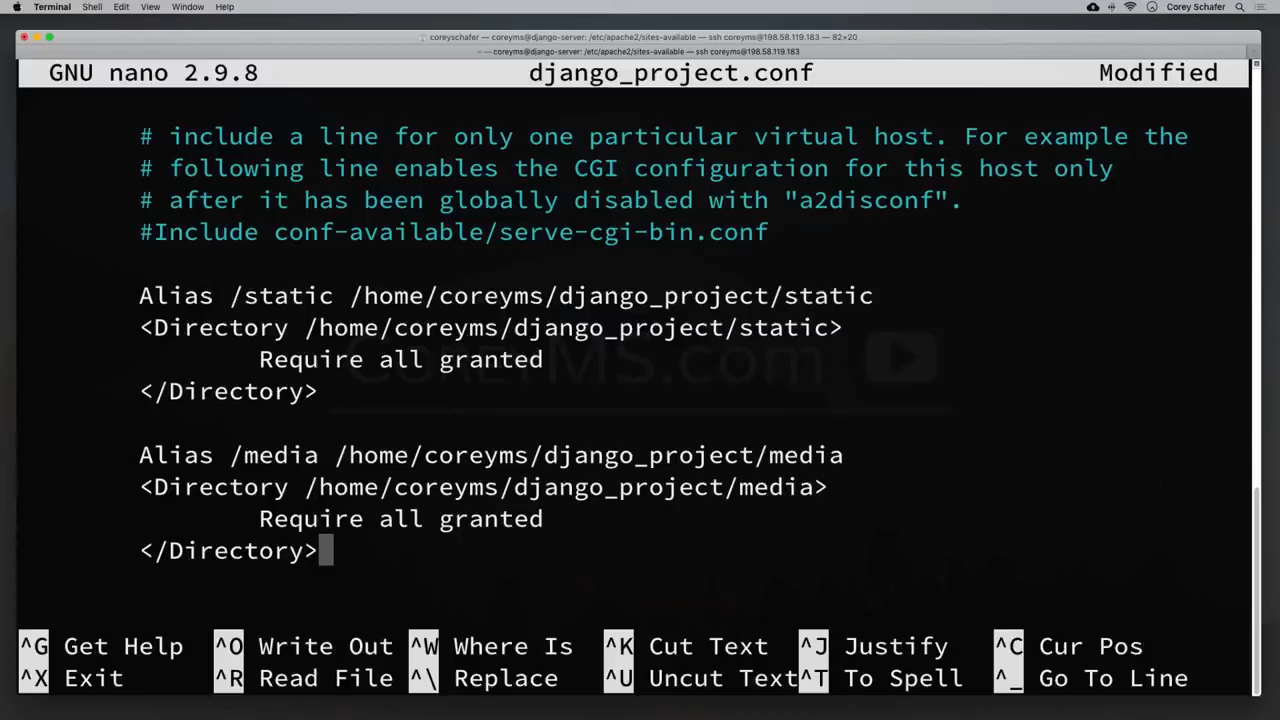 Terminal Shell Edit View Window Help Corey Schafer
coreyschafer — coreyms@django-server: /etc/apache2/sites-available — ssh coreyms@198.58.119.183 — 82×20
coreyms@django-server: /etc/apache2/sites-available — ssh coreyms@198.58.119.183
GNU nano 2.9.8 django_project.conf Modified
# include a line for only one particular virtual host. For example the
# following line enables the CGI configuration for this host only
# after it has been globally disabled with "a2disconf".
#Include conf-available/serve-cgi-bin.conf
Alias /static /home/coreyms/django_project/static
<Directory /home/coreyms/django_project/static>
Require all granted
</Directory>
CoreyMS.com
Alias /media /home/coreyms/django_project/media
<Directory /home/coreyms/django_project/media>
Require all granted
</Directory>
^G Get Help ^O Write Out ^W Where Is ^K Cut Text ^J Justify ^C Cur Pos
^X Exit ^R Read File ^\ Replace ^U Uncut Text ^T To Spell ^_ Go To Line